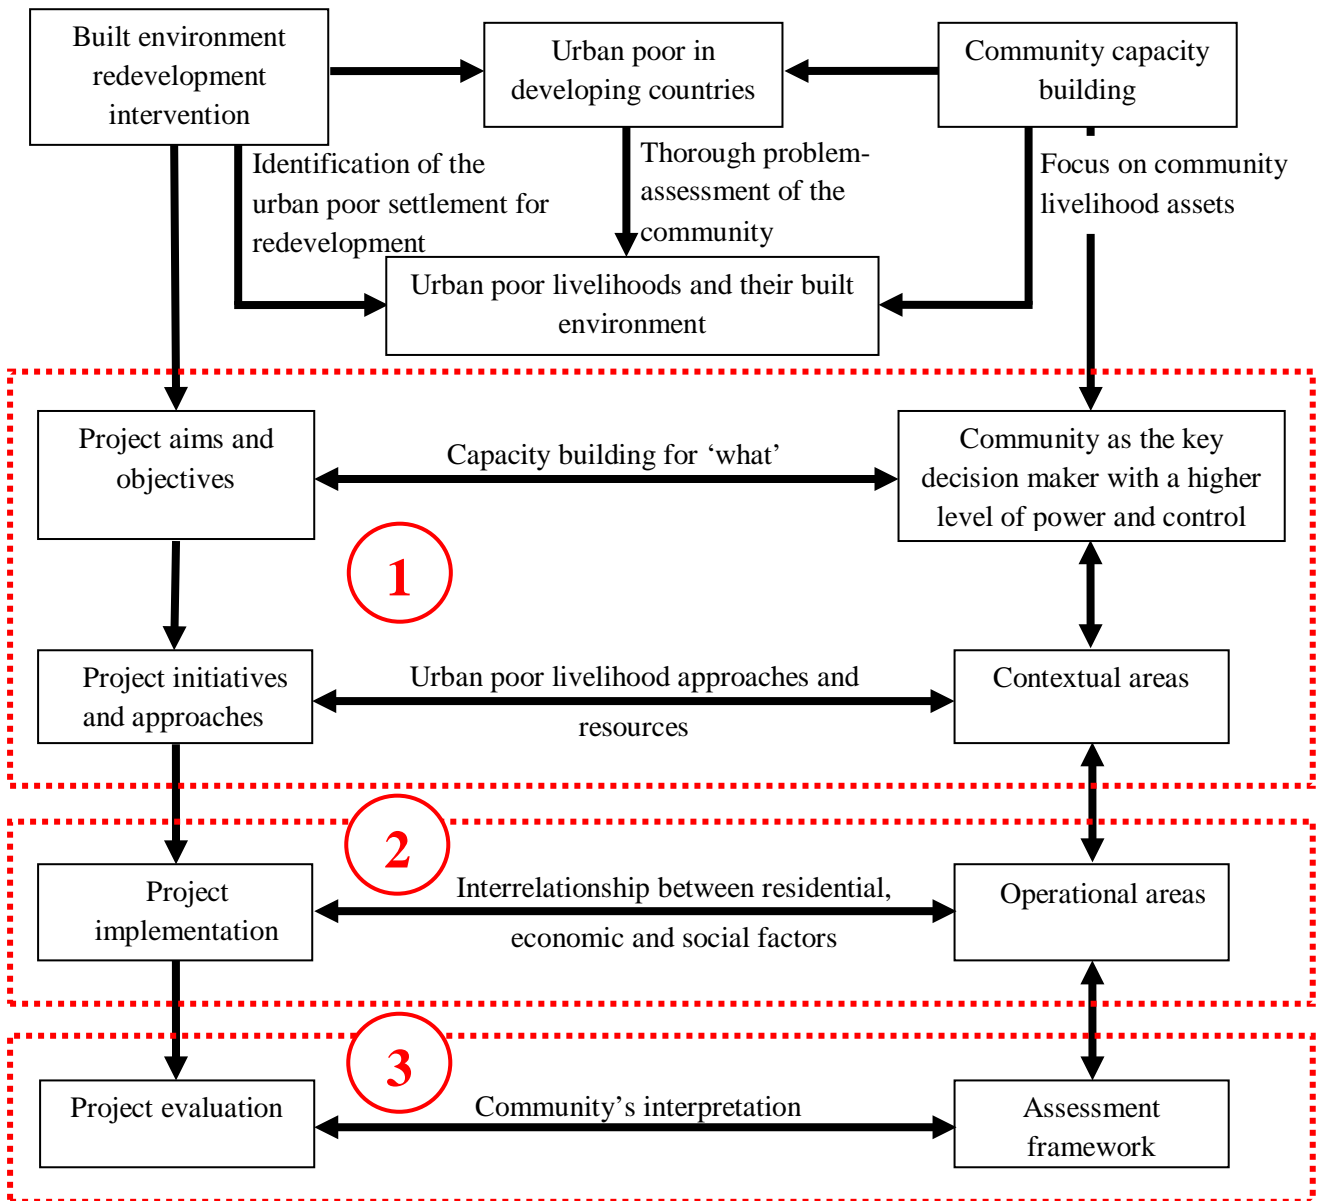 Built environment
redevelopment
intervention
Urban poor in
developing countries
Community capacity
building
Identification of the
urban poor settlement for
redevelopment
Thorough problem-
assessment of the
community
Focus on community
livelihood assets
Urban poor livelihoods and their built
environment
Project aims and
objectives
Capacity building for ‘what’
Community as the key
decision maker with a higher
level of power and control
1
Project initiatives
and approaches
Urban poor livelihood approaches and
resources
Contextual areas
2
Project
implementation
Interrelationship between residential,
economic and social factors
Operational areas
3
Project evaluation
Community’s interpretation
Assessment
framework